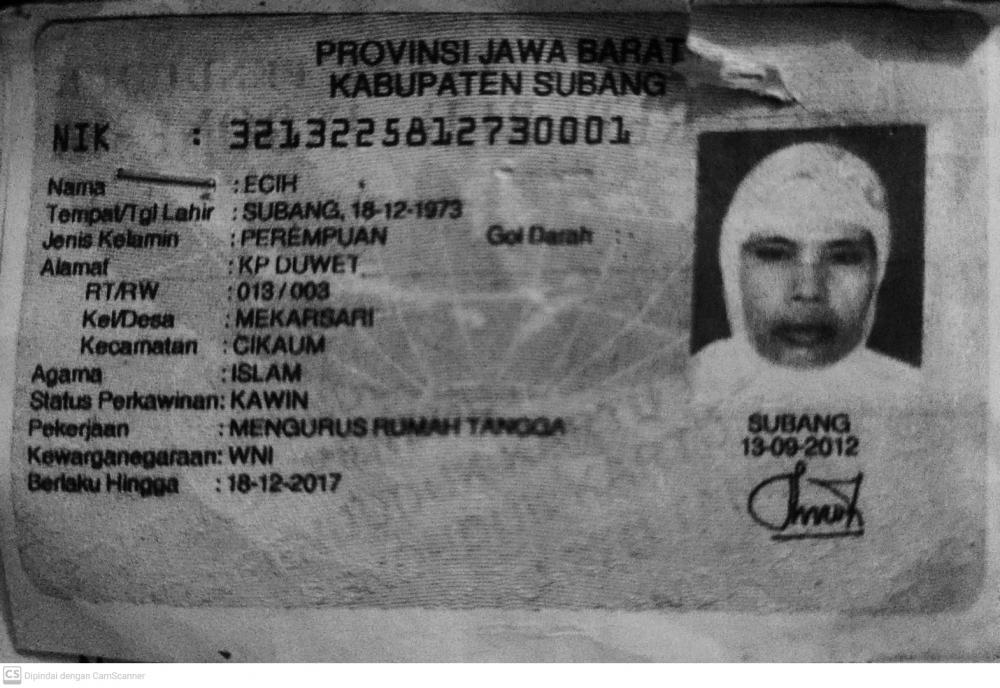 PROVINSI JAWA BARAT
KABUPATEN SUBANG
NIK : 3213225812730001
Nama : ECIH
Tempat/Tgl Lahir : SUBANG, 18-12-1973
Jenis Kelamin : PEREMPUAN Gol Darah :
Alamat : KP DUWET
RT/RW : 013 / 003
Kel/Desa : MEKARSARI
Kecamatan : CIKAUM
Agama : ISLAM
Status Perkawinan: KAWIN
Pekerjaan : MENGURUS RUMAH TANGGA
Kewarganegaraan: WNI
Berlaku Hingga : 18-12-2017
SUBANG
13-09-2012
CS Dipindai dengan CamScanner